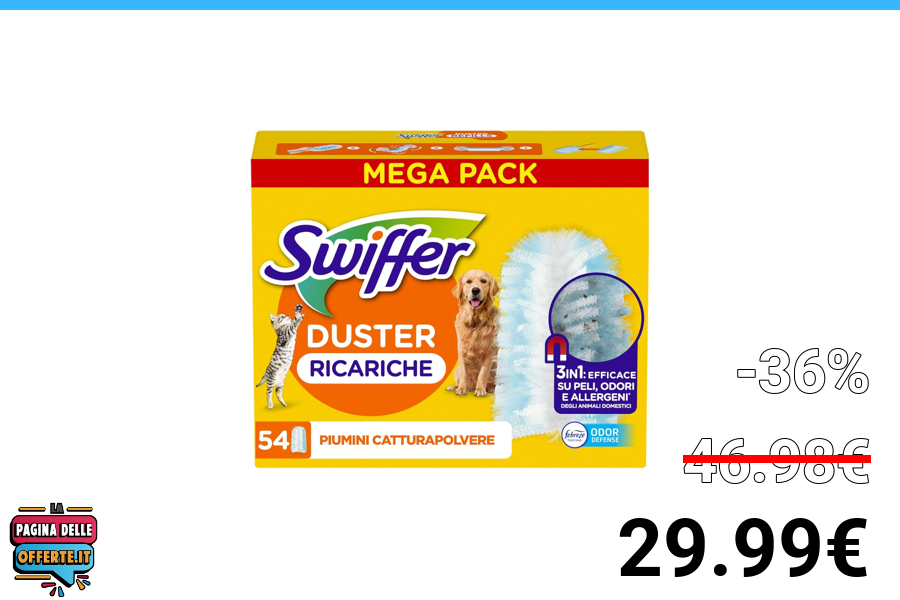 Swiffer
MEGA PACK
Swiffer
DUSTER
RICARICHE
3IN1: EFFICACE
SU PELI, ODORI
E ALLERGENI*
DEGLI ANIMALI DOMESTICI
54
PIUMINI CATTURAPOLVERE
febreze
ODOR
DEFENSE
-36%
46.98€
29.99€
LA
PAGINA DELLE
OFFERTE.IT